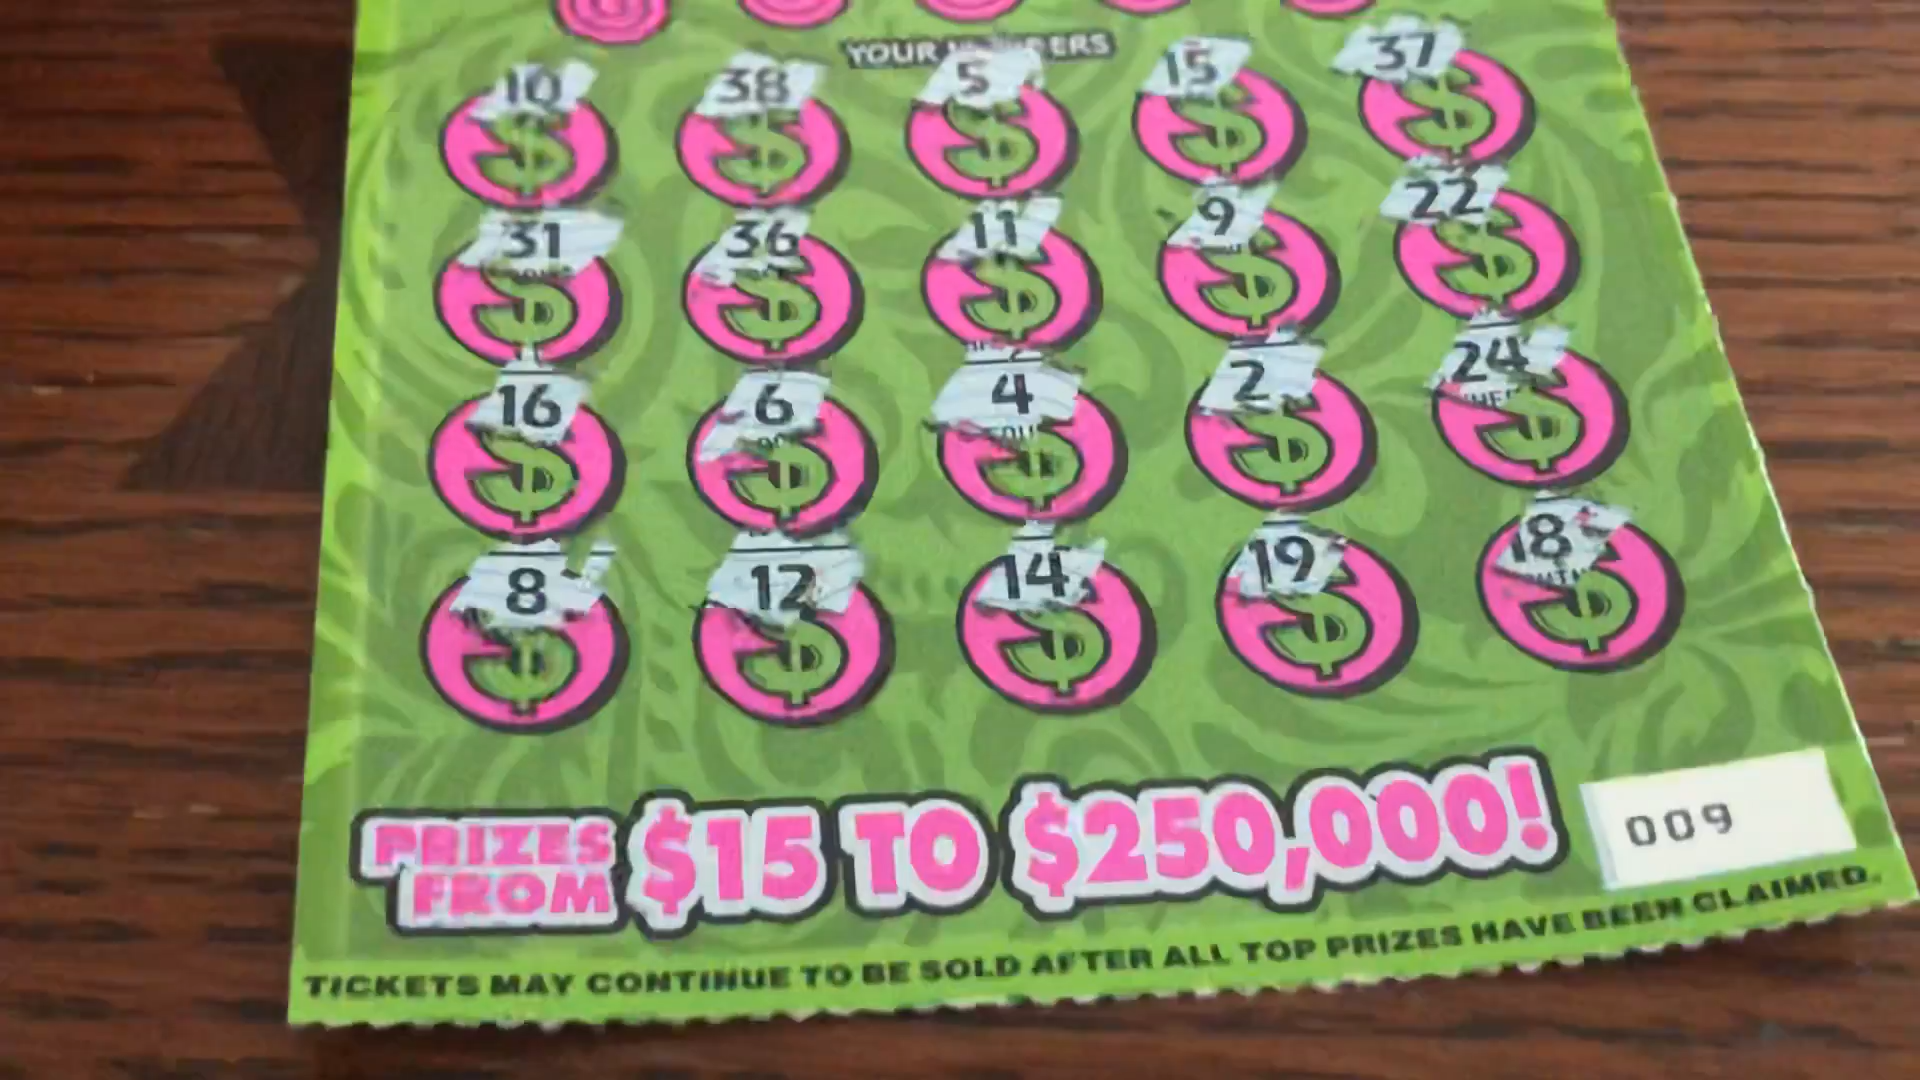 YOUR NUMBERS
10 38 5 15 37
31 36 11 9 22
16 6 4 2 24
8 12 14 19 18
PRIZES FROM $15 TO $250,000!
009
TICKETS MAY CONTINUE TO BE SOLD AFTER ALL TOP PRIZES HAVE BEEN CLAIMED.